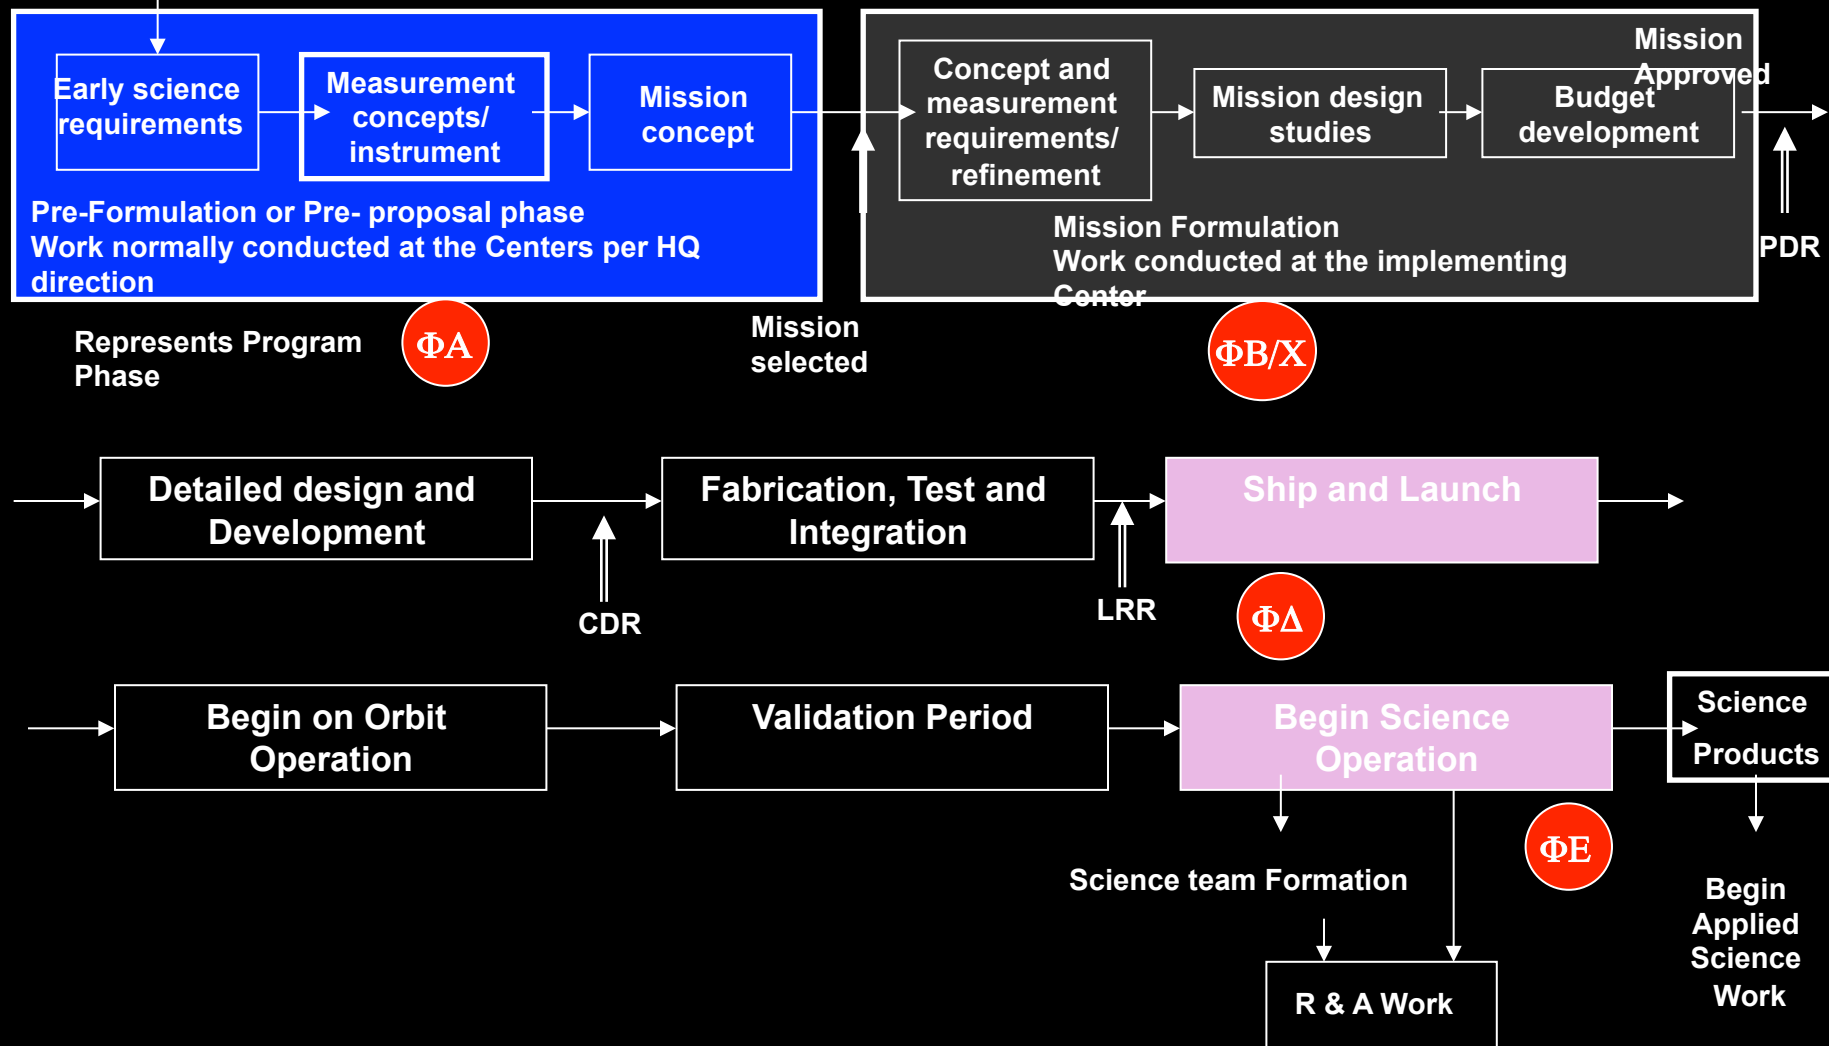 Early science
requirements
Measurement
concepts/
instrument
Mission
concept
Pre-Formulation or Pre- proposal phase
Work normally conducted at the Centers per HQ
direction
Concept and
measurement
requirements/
refinement
Mission design
studies
Budget
development
Mission
Approved
Mission Formulation
Work conducted at the implementing
Center
PDR
Represents Program
Phase
ΦA
Mission
selected
ΦB/X
Detailed design and
Development
CDR
Fabrication, Test and
Integration
LRR
Ship and Launch
ΦΔ
Begin on Orbit
Operation
Validation Period
Begin Science
Operation
Science
Products
ΦE
Science team Formation
R & A Work
Begin
Applied
Science
Work